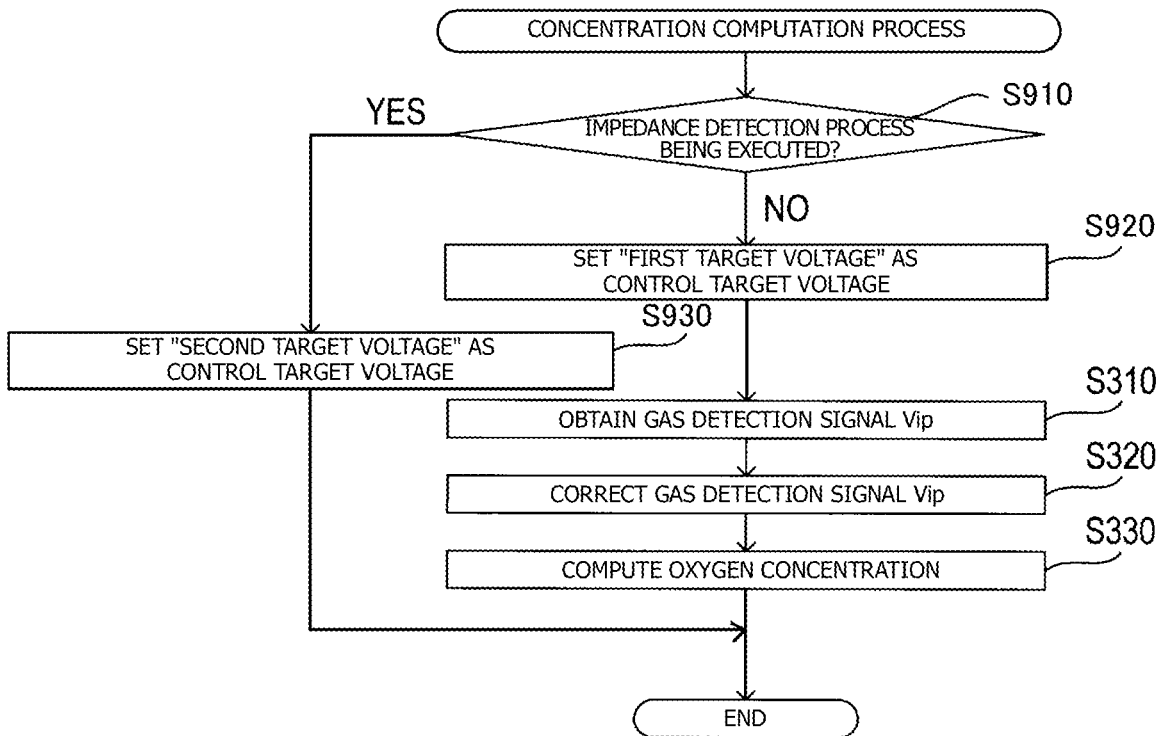 CONCENTRATION COMPUTATION PROCESS
S910
YES
IMPEDANCE DETECTION PROCESS
BEING EXECUTED?
NO
S920
SET "FIRST TARGET VOLTAGE" AS
CONTROL TARGET VOLTAGE
S930
SET "SECOND TARGET VOLTAGE" AS
CONTROL TARGET VOLTAGE
S310
OBTAIN GAS DETECTION SIGNAL Vip
S320
CORRECT GAS DETECTION SIGNAL Vip
S330
COMPUTE OXYGEN CONCENTRATION
END